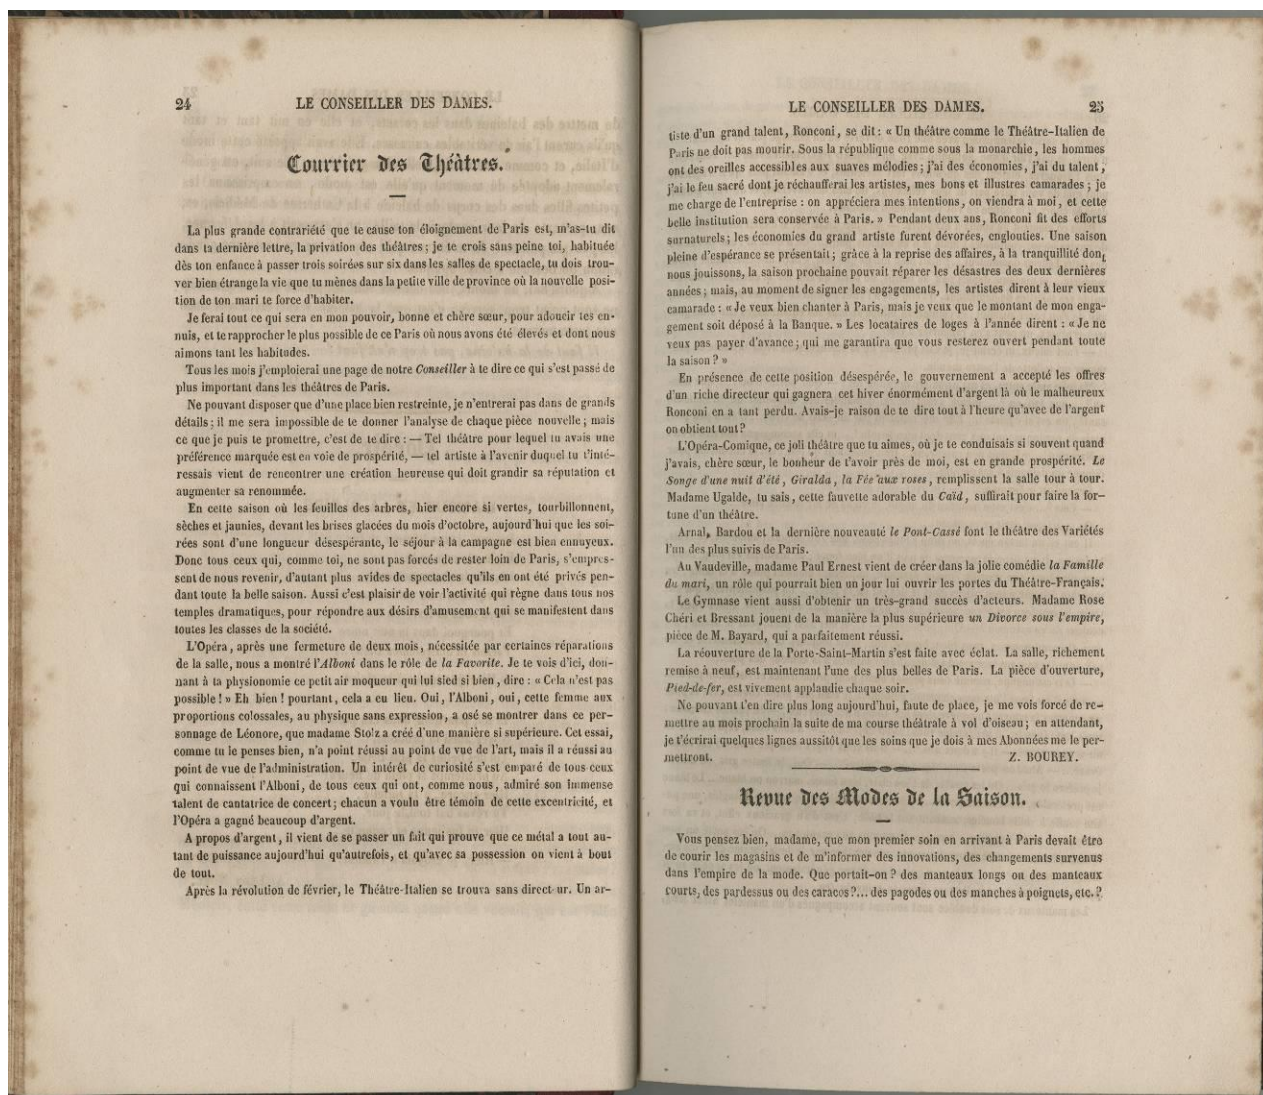 24
LE CONSEILLER DES DAMES.
Courrier des Théâtres.
La plus grande contrariété que te cause ton éloignement de Paris est, m'as-tu dit
dans ta dernière lettre, la privation des théâtres ; je te crois sans peine toi, habituée
dès ton enfance à passer trois soirées sur six dans les salles de spectacle, tu dois trou-
ver bien étrange la vie que tu mènes dans la petite ville de province où la nouvelle posi-
tion de ton mari te force d'habiter.
Je ferai tout ce qui sera en mon pouvoir, bonne et chère sœur, pour adoucir tes en-
nuis, et te rapprocher le plus possible de ce Paris où nous avons été élevés et dont nous
aimons tant les habitudes.
Tous les mois j'emploierai une page de notre Conseiller à te dire ce qui s'est passé de
plus important dans les théâtres de Paris.
Ne pouvant disposer que d'une place bien restreinte, je n'entrerai pas dans de grands
détails ; il me sera impossible de te donner l'analyse de chaque pièce nouvelle ; mais
ce que je puis te promettre, c'est de te dire : — Tel théâtre pour lequel tu avais une
préférence marquée est en voie de prospérité, — tel artiste à l'avenir duquel tu t'inté-
ressais vient de rencontrer une création heureuse qui doit grandir sa réputation et
augmenter sa renommée.
En cette saison où les feuilles des arbres, hier encore si vertes, tourbillonnent,
sèches et jaunies, devant les brises glacées du mois d'octobre, aujourd'hui que les soi-
rées sont d'une longueur désespérante, le séjour à la campagne est bien ennuyeux.
Donc tous ceux qui, comme toi, ne sont pas forcés de rester loin de Paris, s'empres-
sent de nous revenir, d'autant plus avides de spectacles qu'ils en ont été privés pen-
dant toute la belle saison. Aussi c'est plaisir de voir l'activité qui règne dans tous nos
temples dramatiques, pour répondre aux désirs d'amusement qui se manifestent dans
toutes les classes de la société.
L'Opéra, après une fermeture de deux mois, nécessitée par certaines réparations
de la salle, nous a montré l'Alboni dans le rôle de la Favorite. Je te vois d'ici, don-
nant à ta physionomie ce petit air moqueur qui lui sied si bien, dire : « Cela n'est pas
possible ! » Eh bien ! pourtant, cela a eu lieu. Oui, l'Alboni, oui, cette femme aux
proportions colossales, au physique sans expression, a osé se montrer dans ce per-
sonnage de Léonore, que madame Stolz a créé d'une manière si supérieure. Cet essai,
comme tu le penses bien, n'a point réussi au point de vue de l'art, mais il a réussi au
point de vue de l'administration. Un intérêt de curiosité s'est emparé de tous ceux
qui connaissent l'Alboni, de tous ceux qui ont, comme nous, admiré son immense
talent de cantatrice de concert ; chacun a voulu être témoin de cette excentricité, et
l'Opéra a gagné beaucoup d'argent.
A propos d'argent, il vient de se passer un fait qui prouve que ce métal a tout au-
tant de puissance aujourd'hui qu'autrefois, et qu'avec sa possession on vient à bout
de tout.
Après la révolution de février, le Théâtre-Italien se trouva sans directeur. Un ar-
LE CONSEILLER DES DAMES.
25
tiste d'un grand talent, Ronconi, se dit : « Un théâtre comme le Théâtre-Italien de
Paris ne doit pas mourir. Sous la république comme sous la monarchie, les hommes
ont des oreilles accessibles aux suaves mélodies ; j'ai des économies, j'ai du talent,
j'ai le feu sacré dont je réchaufferai les artistes, mes bons et illustres camarades ; je
me charge de l'entreprise : on appréciera mes intentions, on viendra à moi, et cette
belle institution sera conservée à Paris. » Pendant deux ans, Ronconi fit des efforts
surnaturels ; les économies du grand artiste furent dévorées, englouties. Une saison
pleine d'espérance se présentait ; grâce à la reprise des affaires, à la tranquillité dont
nous jouissons, la saison prochaine pouvait réparer les désastres des deux dernières
années ; mais, au moment de signer les engagements, les artistes dirent à leur vieux
camarade : « Je veux bien chanter à Paris, mais je veux que le montant de mon enga-
gement soit déposé à la Banque. » Les locataires de loges à l'année dirent : « Je ne
veux pas payer d'avance ; qui me garantira que vous resterez ouvert pendant toute
la saison ? »
En présence de cette position désespérée, le gouvernement a accepté les offres
d'un riche directeur qui gagnera cet hiver énormément d'argent là où le malheureux
Ronconi en a tant perdu. Avais-je raison de te dire tout à l'heure qu'avec de l'argent
on obtient tout ?
L'Opéra-Comique, ce joli théâtre que tu aimes, où je te conduisais si souvent quand
j'avais, chère sœur, le bonheur de t'avoir près de moi, est en grande prospérité. Le
Songe d'une nuit d'été, Giralda, la Fée aux roses, remplissent la salle tour à tour.
Madame Ugalde, tu sais, cette fauvette adorable du Caïd, suffirait pour faire la for-
tune d'un théâtre.
Arnal, Bardou et la dernière nouveauté le Pont-Cassé font le théâtre des Variétés
l'un des plus suivis de Paris.
Au Vaudeville, madame Paul Ernest vient de créer dans la jolie comédie la Famille
du mari, un rôle qui pourrait bien un jour lui ouvrir les portes du Théâtre-Français.
Le Gymnase vient aussi d'obtenir un très-grand succès d'acteurs. Madame Rose
Chéri et Bressant jouent de la manière la plus supérieure un Divorce sous l'empire,
pièce de M. Bayard, qui a parfaitement réussi.
La réouverture de la Porte-Saint-Martin s'est faite avec éclat. La salle, richement
remise à neuf, est maintenant l'une des plus belles de Paris. La pièce d'ouverture,
Pied-de-fer, est vivement applaudie chaque soir.
Ne pouvant t'en dire plus long aujourd'hui, faute de place, je me vois forcé de re-
mettre au mois prochain la suite de ma course théâtrale à vol d'oiseau ; en attendant,
je t'écrirai quelques lignes aussitôt que les soins que je dois à mes Abonnées me le per-
mettront. Z. BOUREY.
Revue des Modes de la Saison.
Vous pensez bien, madame, que mon premier soin en arrivant à Paris devait être
de courir les magasins et de m'informer des innovations, des changements survenus
dans l'empire de la mode. Que portait-on ? des manteaux longs ou des manteaux
courts, des pardessus ou des caracos ?... des pagodes ou des manches à poignets, etc. ?